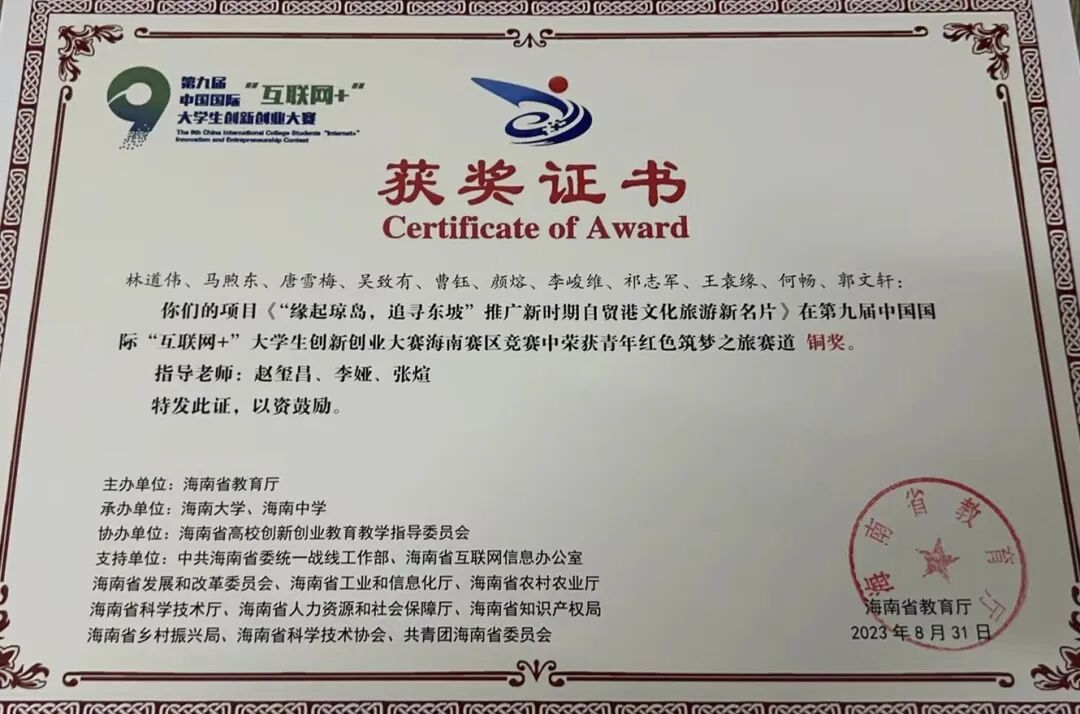 第九届
中国国际“互联网+”
大学生创新创业大赛
The 9th China International College Students “Internet+”
Innovation and Entrepreneurship Contest
获奖证书
Certificate of Award
林道伟、马煦东、唐雪梅、吴致有、曹钰、颜熔、李峻维、祁志军、王袁缘、何畅、郭文轩：
你们的项目《“缘起琼岛，追寻东坡”推广新时期自贸港文化旅游新名片》在第九届中国国
际“互联网+”大学生创新创业大赛海南赛区竞赛中荣获青年红色筑梦之旅赛道 铜奖。
指导老师：赵玺昌、李娅、张煊
特发此证，以资鼓励。
主办单位：海南省教育厅
承办单位：海南大学、海南中学
协办单位：海南省高校创新创业教育教学指导委员会
支持单位：中共海南省委统一战线工作部、海南省互联网信息办公室
海南省发展和改革委员会、海南省工业和信息化厅、海南省农村农业厅
海南省科学技术厅、海南省人力资源和社会保障厅、海南省知识产权局
海南省乡村振兴局、海南省科学技术协会、共青团海南省委员会
海南省教育厅
海南省教育厅
2023年8月31日